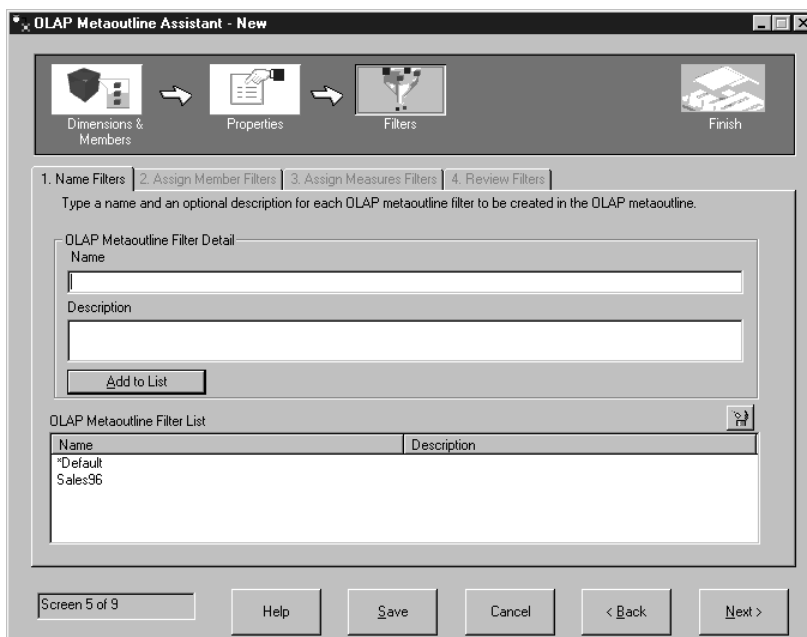 OLAP Metaoutline Assistant - New
Dimensions &
Members
Properties
Filters
Finish
1. Name Filters
2. Assign Member Filters
3. Assign Measures Filters
4. Review Filters
Type a name and an optional description for each OLAP metaoutline filter to be created in the OLAP metaoutline.
OLAP Metaoutline Filter Detail
Name
Description
Add to List
OLAP Metaoutline Filter List
Name Description
*Default
Sales96
Screen 5 of 9
Help
Save
Cancel
< Back
Next >